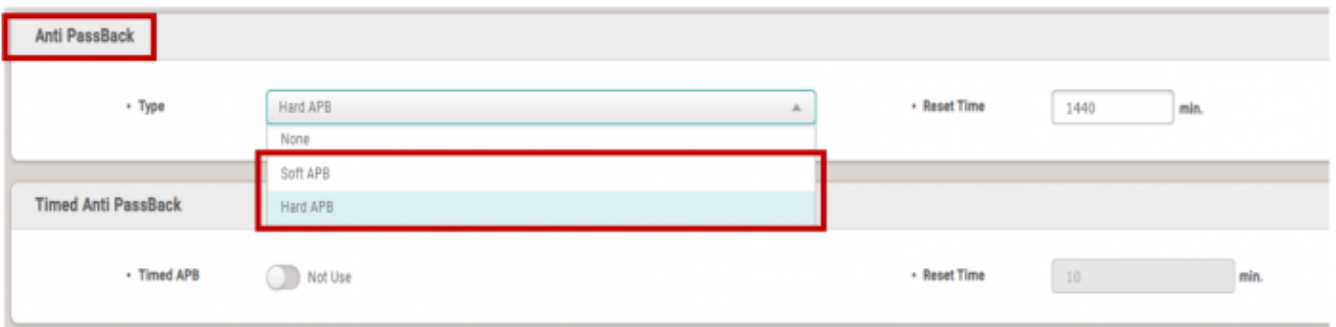 Anti PassBack
• Type Hard APB • Reset Time 1440 min.
None
Soft APB
Hard APB
Timed Anti PassBack
• Timed APB Not Use • Reset Time 10 min.